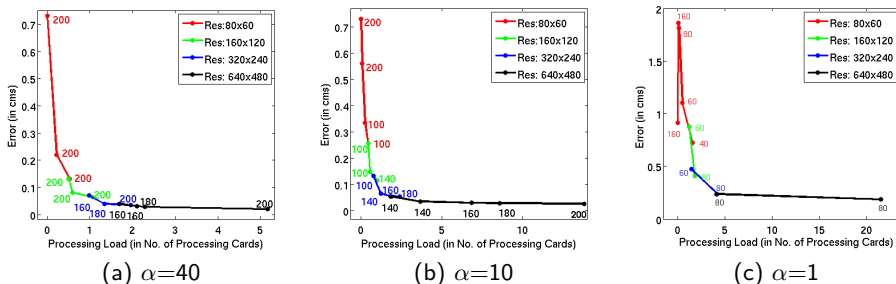 0.7
0.6
0.5
0.4
0.3
0.2
0.1
0
Error (in cms)
200
200
200
200
200
200
160
180
160
200
160
180
200
Res:80x60
Res:160x120
Res: 320x240
Res: 640x480
0 1 2 3 4 5
Processing Load (in No. of Processing Cards)
(a) α=40
0.7
0.6
0.5
0.4
0.3
0.2
0.1
0.00
Error (in cms)
200
200
100
100
100
100
140
100
140
160
180
140
140
160
180
200
Res:80x60
Res:160x120
Res: 320x240
Res: 640x480
0 5 10
Processing Load (in No. of Processing Cards)
(b) α=10
2
1.5
1
0.5
0
Error (in cms)
160
80
60
160
60
40
60
80
80
80
80
Res: 80x60
Res: 160x120
Res: 320x240
Res: 640x480
0 5 10 15 20
Processing Load (in No. of Processing Cards)
(c) α=1